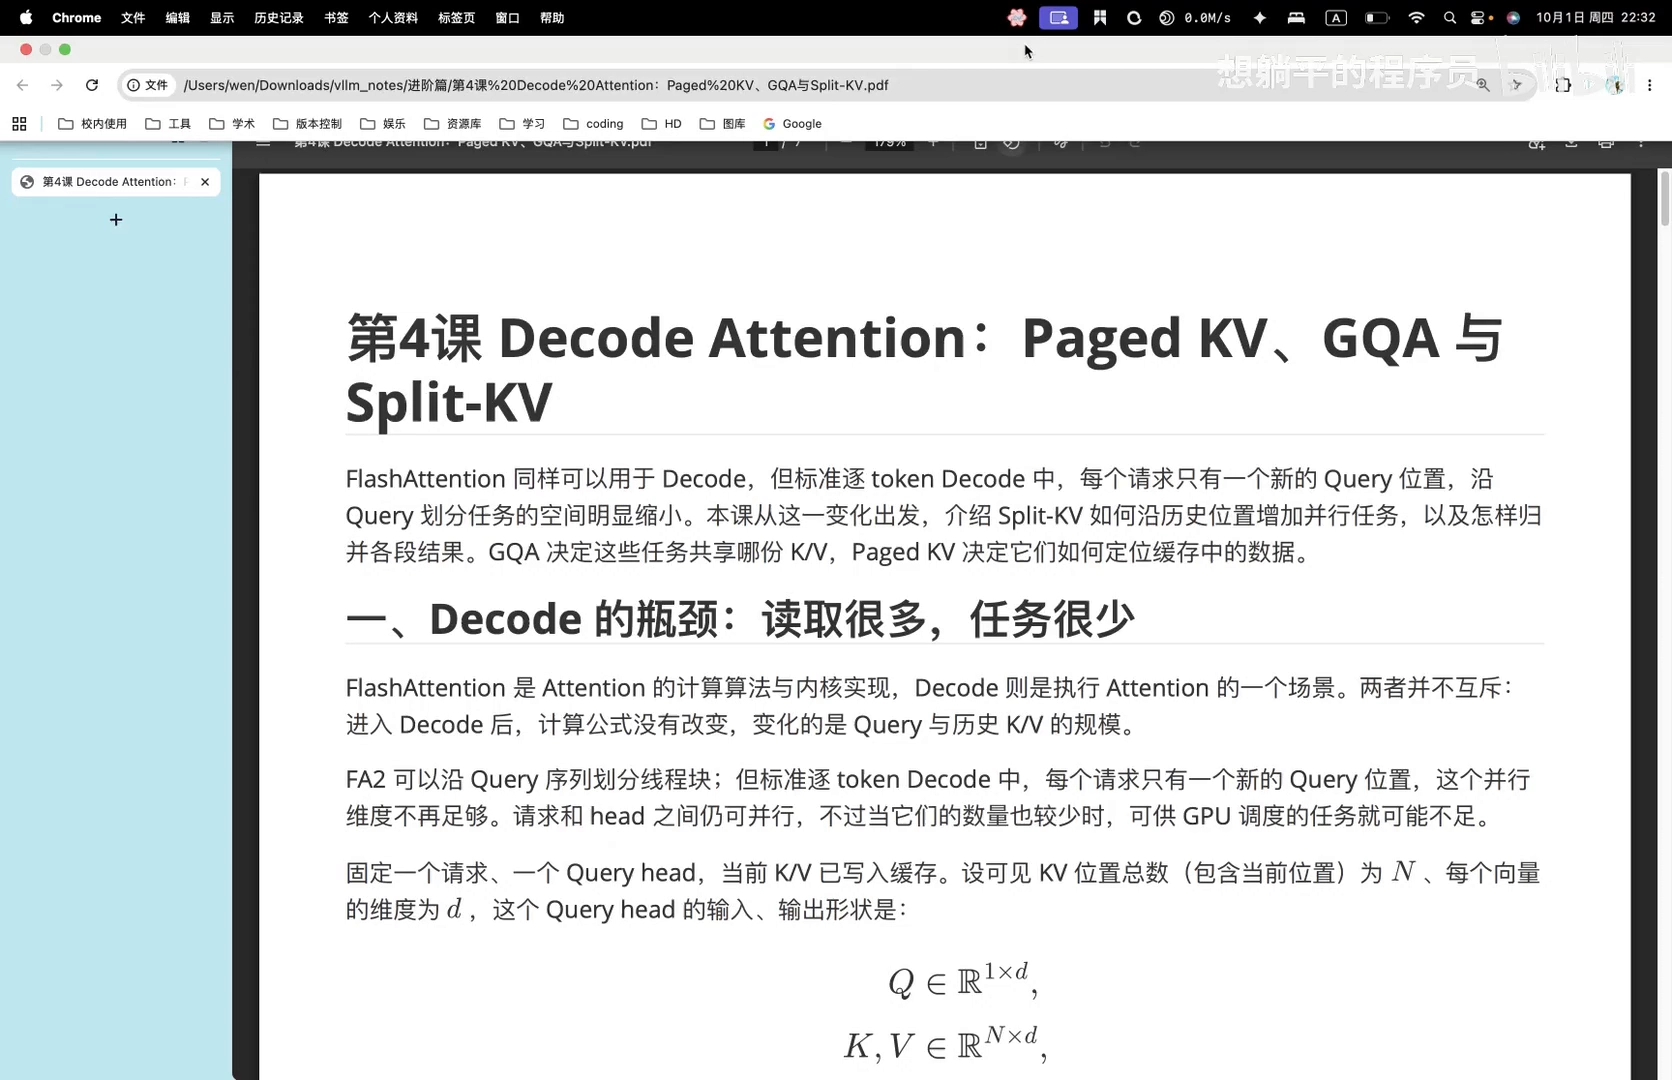 Chrome 文件 编辑 显示 历史记录 书签 个人资料 标签页 窗口 帮助 0.0M/s A 10月1日 周四 22:32
想躺平的程序员
文件 /Users/wen/Downloads/vllm_notes/进阶篇/第4课%20Decode%20Attention：Paged%20KV、GQA与Split-KV.pdf
校内使用 工具 学术 版本控制 娱乐 资源库 学习 coding HD 图库 Google
第4课 Decode Attention：Paged KV、GQA与Split-KV.pdf 179%
第4课 Decode Attention：
第4课 Decode Attention：Paged KV、GQA 与
Split-KV
FlashAttention 同样可以用于 Decode，但标准逐 token Decode 中，每个请求只有一个新的 Query 位置，沿
Query 划分任务的空间明显缩小。本课从这一变化出发，介绍 Split-KV 如何沿历史位置增加并行任务，以及怎样归
并各段结果。GQA 决定这些任务共享哪份 K/V，Paged KV 决定它们如何定位缓存中的数据。
一、Decode 的瓶颈：读取很多，任务很少
FlashAttention 是 Attention 的计算算法与内核实现，Decode 则是执行 Attention 的一个场景。两者并不互斥：
进入 Decode 后，计算公式没有改变，变化的是 Query 与历史 K/V 的规模。
FA2 可以沿 Query 序列划分线程块；但标准逐 token Decode 中，每个请求只有一个新的 Query 位置，这个并行
维度不再足够。请求和 head 之间仍可并行，不过当它们的数量也较少时，可供 GPU 调度的任务就可能不足。
固定一个请求、一个 Query head，当前 K/V 已写入缓存。设可见 KV 位置总数（包含当前位置）为 N 、每个向量
的维度为 d ，这个 Query head 的输入、输出形状是：
Q ∈ ℝ^{1×d},
K, V ∈ ℝ^{N×d},